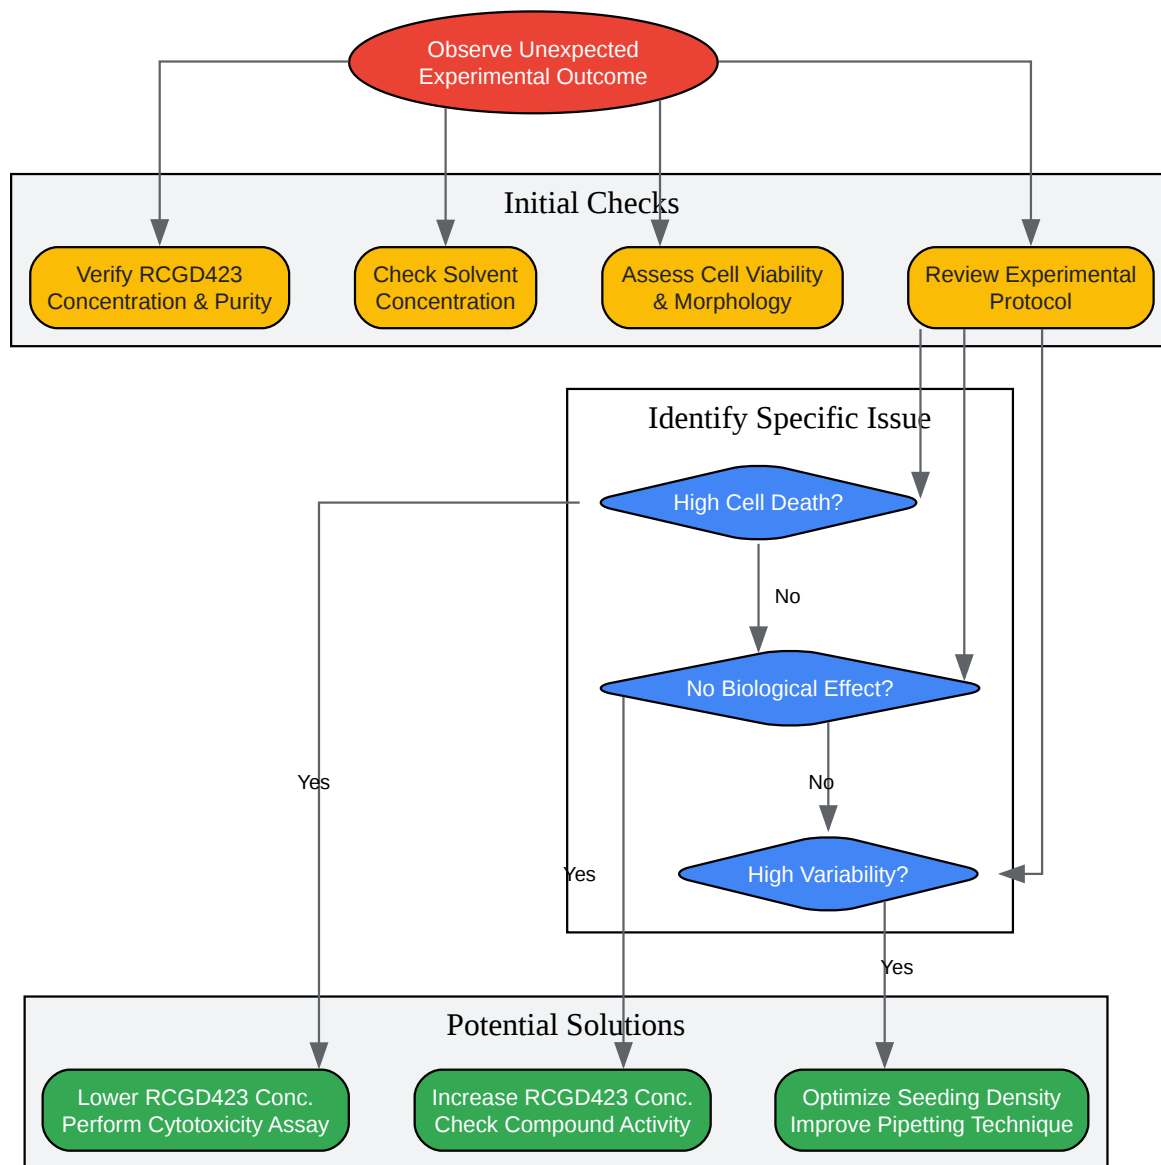 Observe Unexpected
Experimental Outcome
Initial Checks
Verify RCGD423
Concentration & Purity
Check Solvent
Concentration
Assess Cell Viability
& Morphology
Review Experimental
Protocol
Identify Specific Issue
High Cell Death?
No
No Biological Effect?
Yes
No
Yes
High Variability?
Yes
Potential Solutions
Lower RCGD423 Conc.
Perform Cytotoxicity Assay
Increase RCGD423 Conc.
Check Compound Activity
Optimize Seeding Density
Improve Pipetting Technique